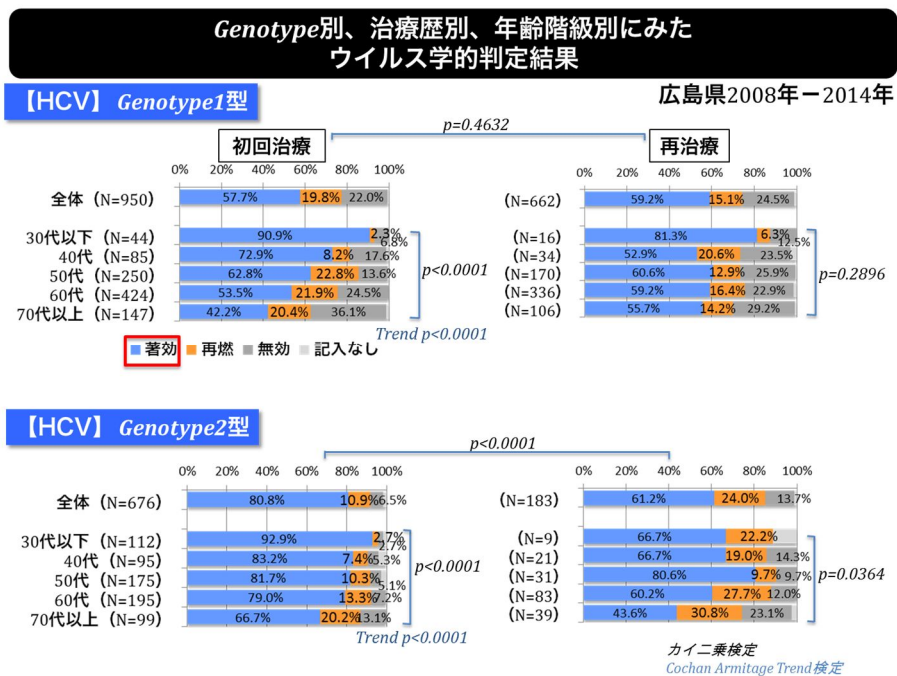 Genotype別、治療歴別、年齢階級別にみた
ウイルス学的判定結果
【HCV】Genotype1型
広島県2008年－2014年
p=0.4632
初回治療
再治療
0% 20% 40% 60% 80% 100%
0% 20% 40% 60% 80% 100%
全体（N=950） 57.7% 19.8% 22.0%
(N=662) 59.2% 15.1% 24.5%
30代以下（N=44） 90.9% 2.3% 6.8%
(N=16) 81.3% 6.3% 12.5%
40代（N=85） 72.9% 8.2% 17.6%
(N=34) 52.9% 20.6% 23.5%
50代（N=250） 62.8% 22.8% 13.6%
(N=170) 60.6% 12.9% 25.9%
60代（N=424） 53.5% 21.9% 24.5%
(N=336) 59.2% 16.4% 22.9%
70代以上（N=147） 42.2% 20.4% 36.1%
(N=106) 55.7% 14.2% 29.2%
p<0.0001
p=0.2896
Trend p<0.0001
著効 再燃 無効 記入なし
【HCV】Genotype2型
p<0.0001
0% 20% 40% 60% 80% 100%
0% 20% 40% 60% 80% 100%
全体（N=676） 80.8% 10.9% 6.5%
(N=183) 61.2% 24.0% 13.7%
30代以下（N=112） 92.9% 2.7% 2.7%
(N=9) 66.7% 22.2%
40代（N=95） 83.2% 7.4% 5.3%
(N=21) 66.7% 19.0% 14.3%
50代（N=175） 81.7% 10.3% 5.1%
(N=31) 80.6% 9.7% 9.7%
60代（N=195） 79.0% 13.3% 7.2%
(N=83) 60.2% 27.7% 12.0%
70代以上（N=99） 66.7% 20.2% 13.1%
(N=39) 43.6% 30.8% 23.1%
p<0.0001
p=0.0364
Trend p<0.0001
カイ二乗検定
Cochan Armitage Trend検定